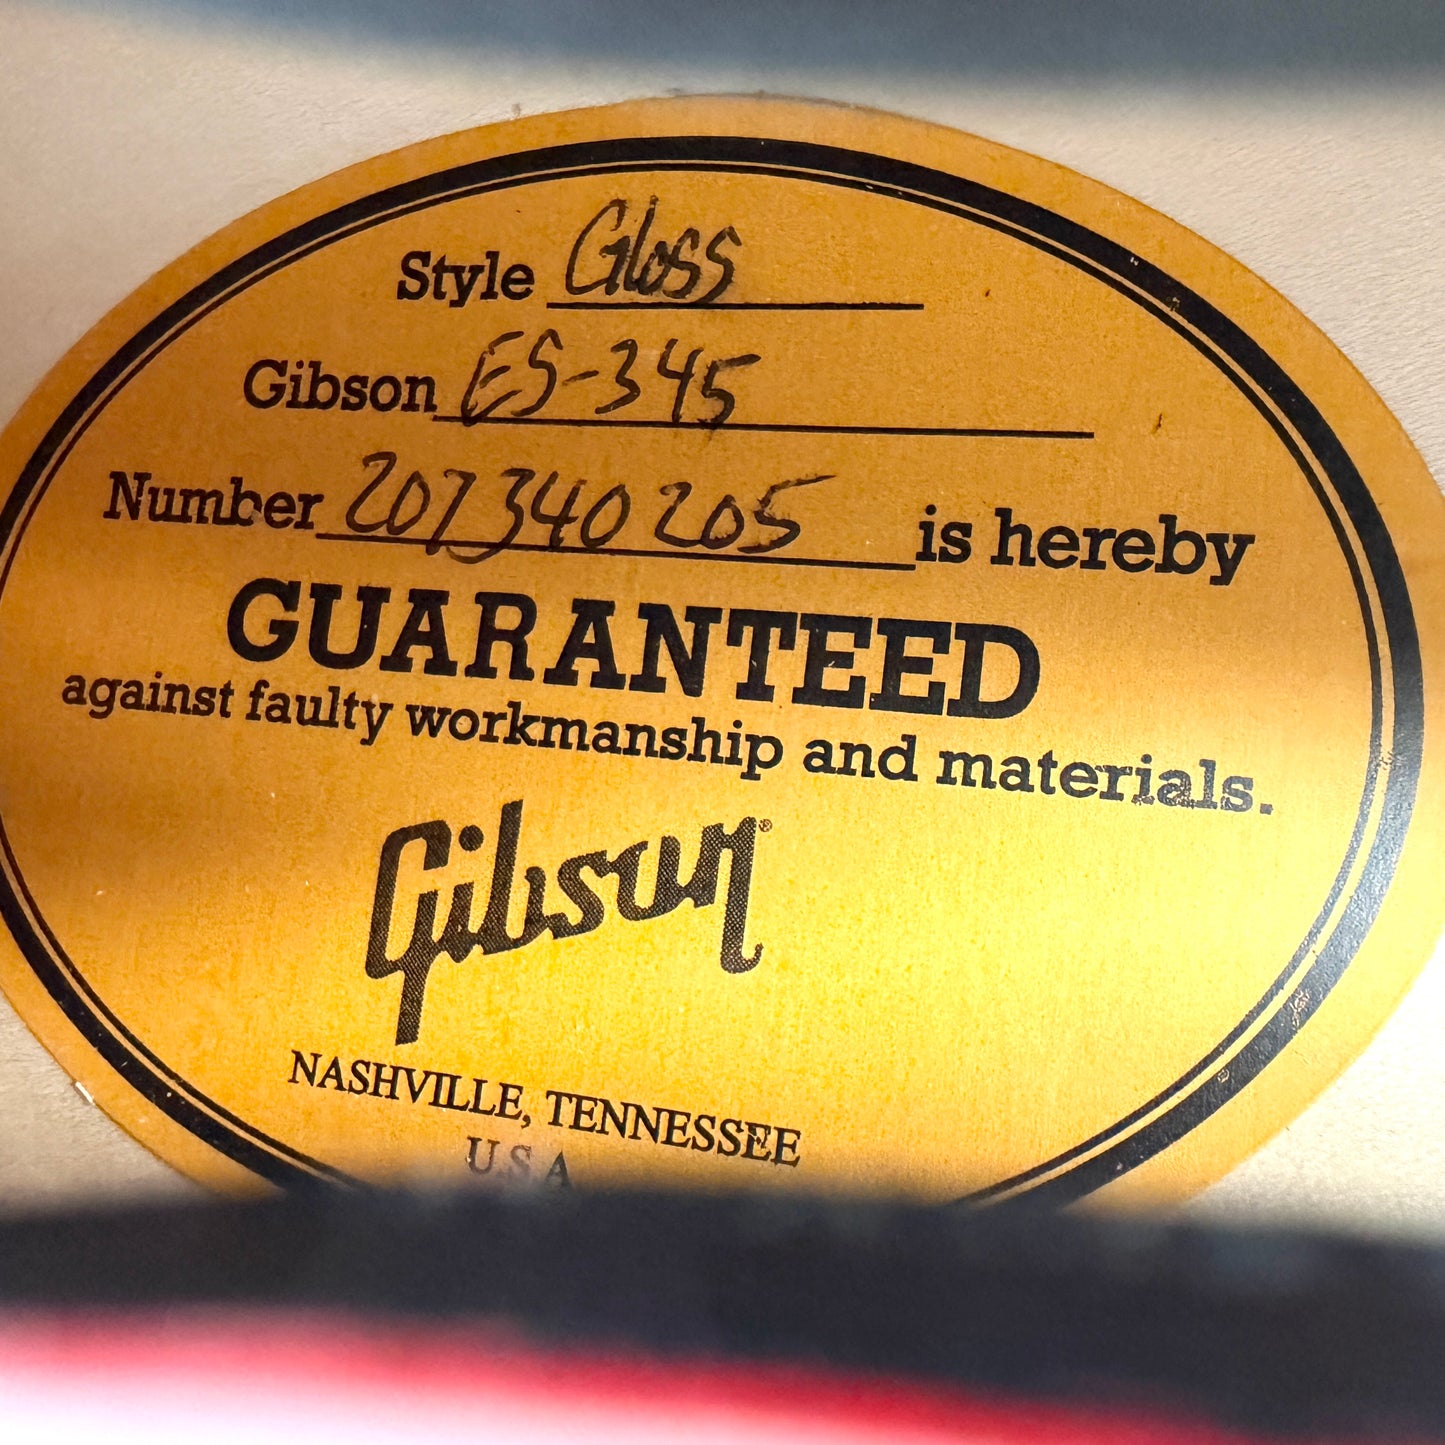 Style Gloss
Gibson ES-345
Number 207340205 is hereby
GUARANTEED
against faulty workmanship and materials.
Gibson®
NASHVILLE, TENNESSEE
U S A